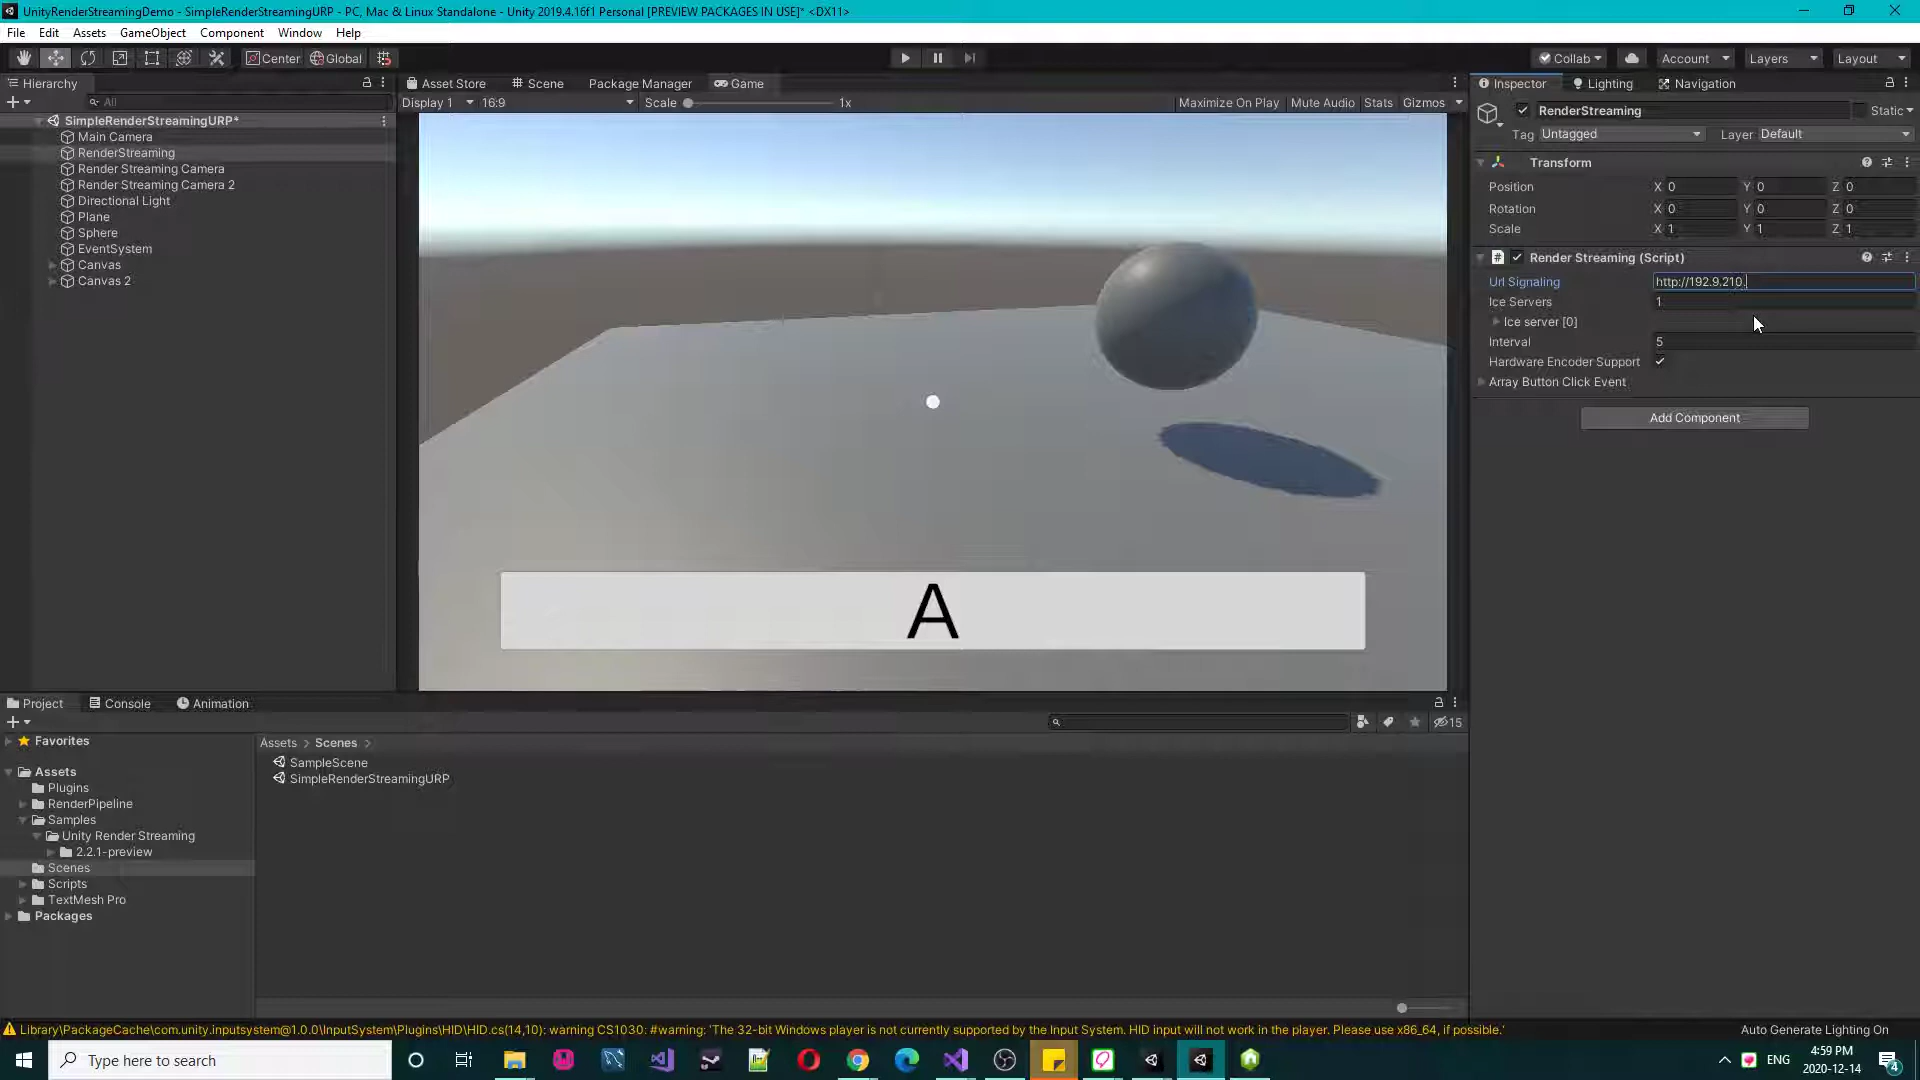 UnityRenderStreamingDemo - SimpleRenderStreamingURP - PC, Mac & Linux Standalone - Unity 2019.4.16f1 Personal [PREVIEW PACKAGES IN USE]* <DX11>
File Edit Assets GameObject Component Window Help
Center Global Collab Account Layers Layout
Hierarchy Asset Store Scene Package Manager Game Inspector Lighting Navigation
All Display 1 16:9 Scale 1x Maximize On Play Mute Audio Stats Gizmos
RenderStreaming Static
SimpleRenderStreamingURP*
Tag Untagged Layer Default
Main Camera
RenderStreaming
Render Streaming Camera
Render Streaming Camera 2
Directional Light
Plane
Sphere
EventSystem
Canvas
Canvas 2
Transform
Position X 0 Y 0 Z 0
Rotation X 0 Y 0 Z 0
Scale X 1 Y 1 Z 1
# Render Streaming (Script)
Url Signaling http://192.9.210.
Ice Servers 1
Ice server [0]
Interval 5
Hardware Encoder Support
Array Button Click Event
Add Component
A
Project Console Animation
15
Favorites
Assets > Scenes >
SampleScene
SimpleRenderStreamingURP
Assets
Plugins
RenderPipeline
Samples
Unity Render Streaming
2.2.1-preview
Scenes
Scripts
TextMesh Pro
Packages
Library\PackageCache\com.unity.inputsystem@1.0.0\InputSystem\Plugins\HID\HID.cs(14,10): warning CS1030: #warning: 'The 32-bit Windows player is not currently supported by the Input System. HID input will not work in the player. Please use x86_64, if possible.'
Auto Generate Lighting On
Type here to search
ENG
4:59 PM
2020-12-14
4